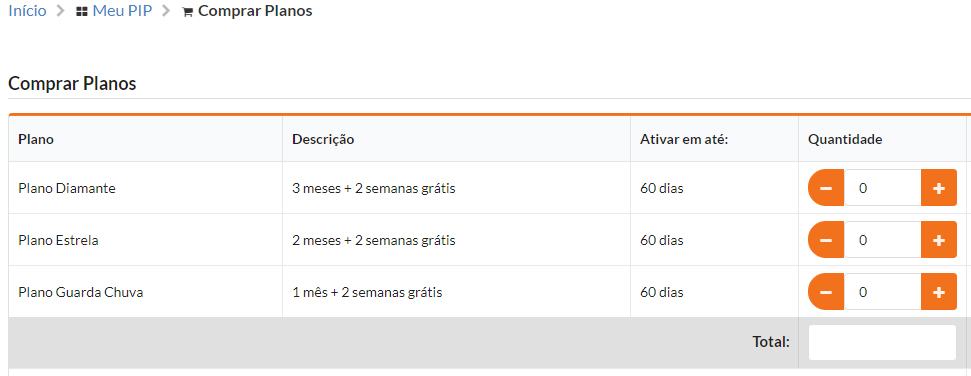 Início Meu PIP Comprar Planos
Comprar Planos
Plano Descrição Ativar em até: Quantidade
Plano Diamante 3 meses + 2 semanas grátis 60 dias − 0 +
Plano Estrela 2 meses + 2 semanas grátis 60 dias − 0 +
Plano Guarda Chuva 1 mês + 2 semanas grátis 60 dias − 0 +
Total: